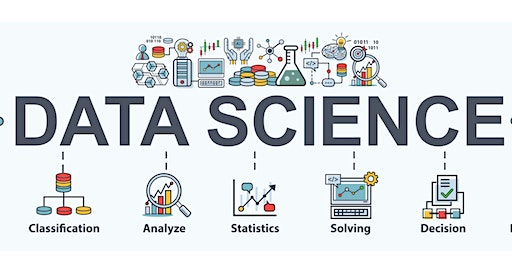 DATA SCIENCE
Classification
Analyze
Statistics
Solving
Decision